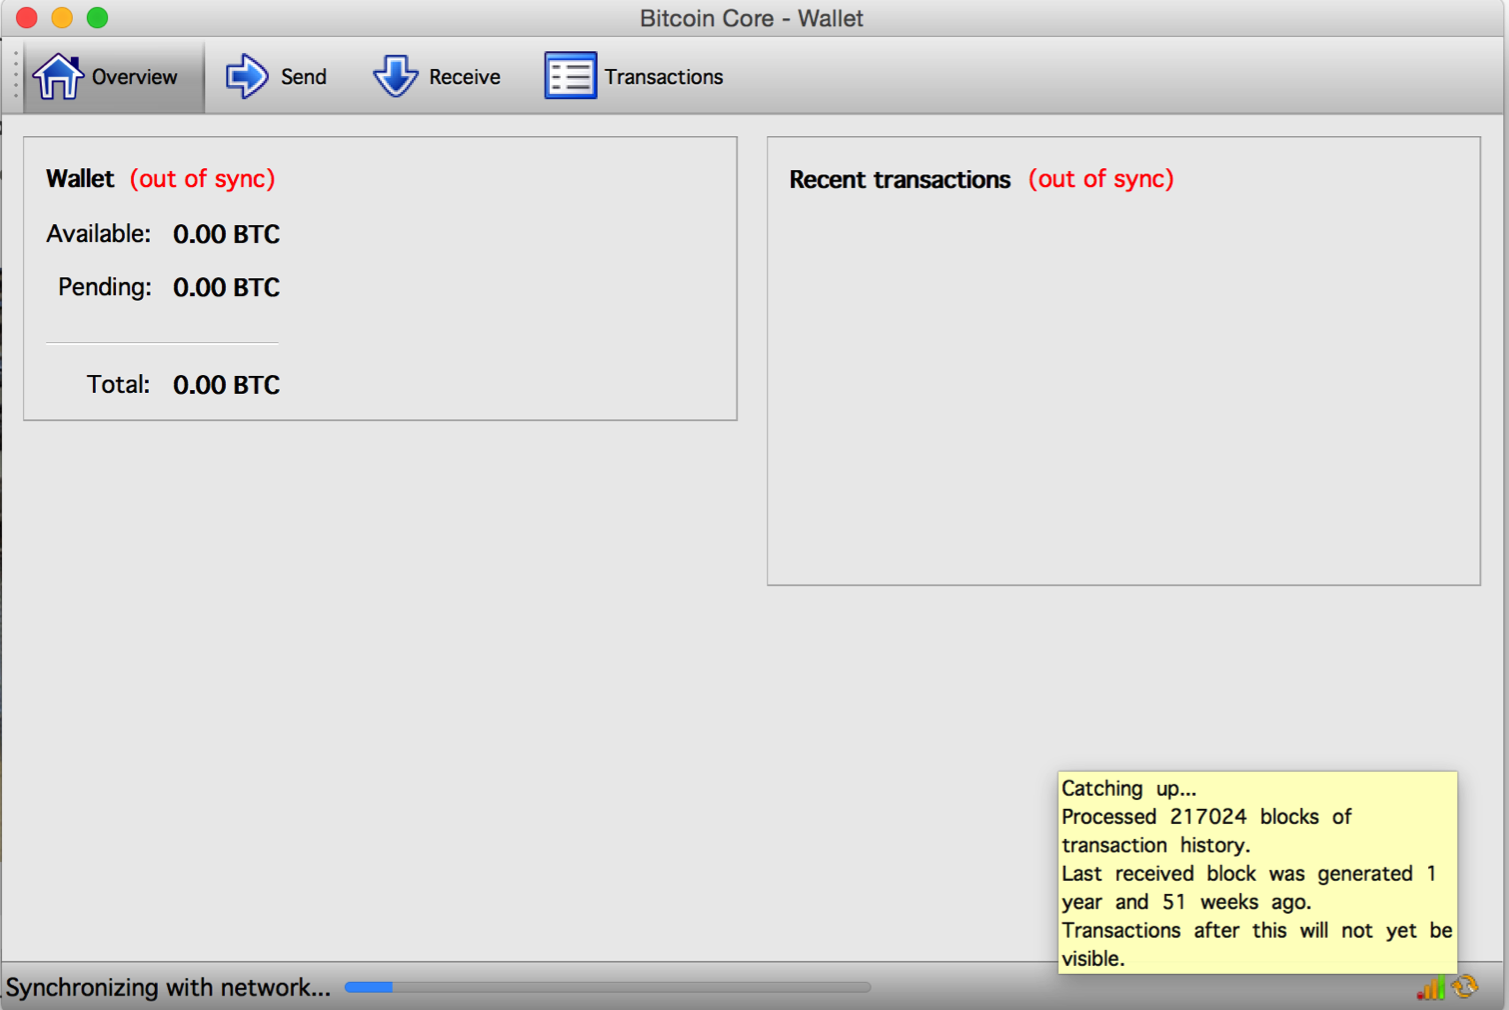 Bitcoin Core - Wallet
Overview Send Receive Transactions
Wallet (out of sync)
Available: 0.00 BTC
Pending: 0.00 BTC
Total: 0.00 BTC
Recent transactions (out of sync)
Catching up...
Processed 217024 blocks of
transaction history.
Last received block was generated 1
year and 51 weeks ago.
Transactions after this will not yet be
visible.
Synchronizing with network...